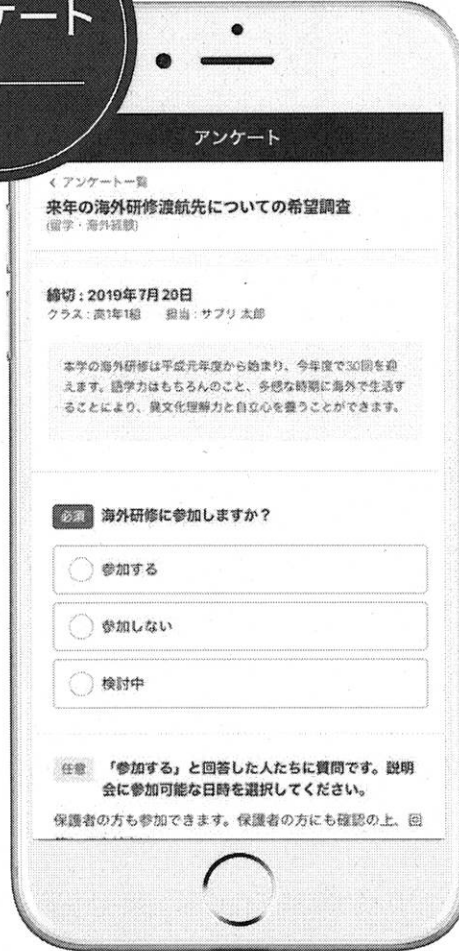 ケート
アンケート
< アンケート一覧
来年の海外研修渡航先についての希望調査
(留学・海外経験)
締切：2019年7月20日
クラス：高1年1組　担当：サプリ 太郎
本学の海外研修は平成元年度から始まり、今年度で30回を迎
えます。語学力はもちろんのこと、多感な時期に海外で生活す
ることにより、異文化理解力と自立心を養うことができます。
必須 海外研修に参加しますか？
参加する
参加しない
検討中
任意 「参加する」と回答した人たちに質問です。説明
会に参加可能な日時を選択してください。
保護者の方も参加できます。保護者の方にも確認の上、回